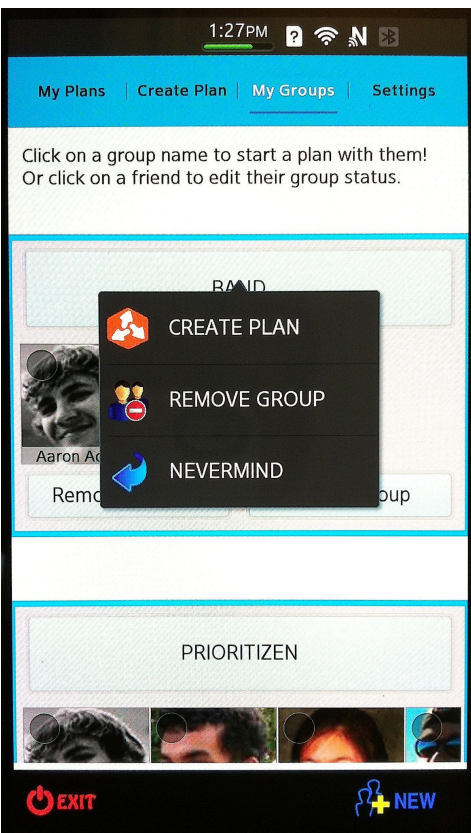 1:27PM
My Plans
Create Plan
My Groups
Settings
Click on a group name to start a plan with them!
Or click on a friend to edit their group status.
CREATE PLAN
REMOVE GROUP
NEVERMIND
Aaron
PRIORITIZEN
EXIT
NEW